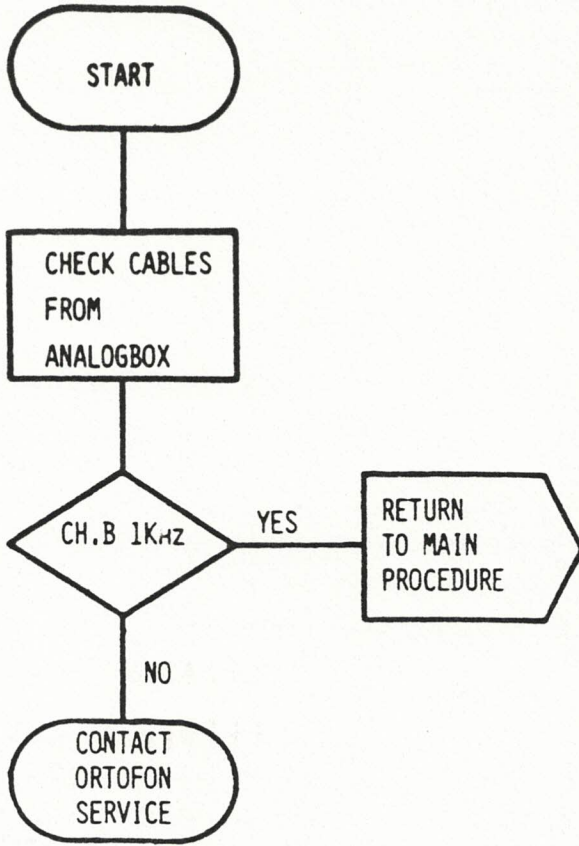 START
CHECK CABLES
FROM
ANALOGBOX
CH.B 1KHZ
YES
RETURN
TO MAIN
PROCEDURE
NO
CONTACT
ORTOFON
SERVICE